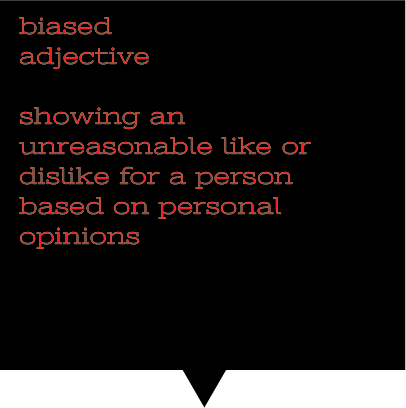 biased
adjective
showing an
unreasonable like or
dislike for a person
based on personal
opinions